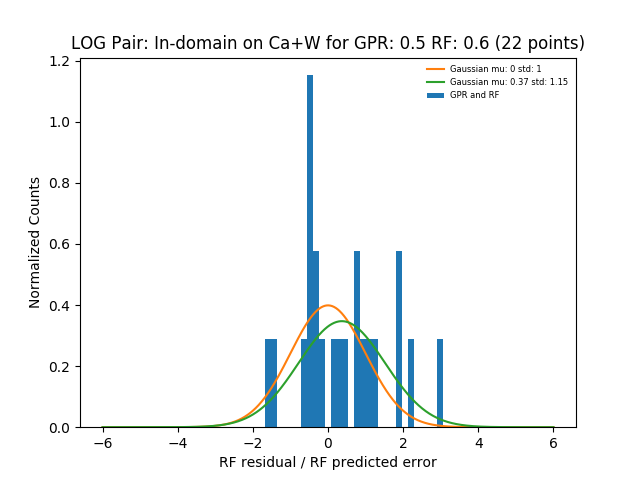 LOG Pair: In-domain on Ca+W for GPR: 0.5 RF: 0.6 (22 points)
Gaussian mu: 0 std: 1
Gaussian mu: 0.37 std: 1.15
GPR and RF
Normalized Counts
1.2
1.0
0.8
0.6
0.4
0.2
0.0
−6 −4 −2 0 2 4 6
RF residual / RF predicted error